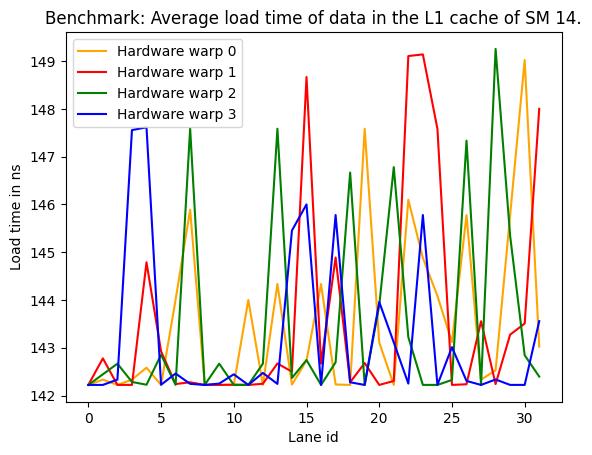 Benchmark: Average load time of data in the L1 cache of SM 14.
Hardware warp 0
Hardware warp 1
Hardware warp 2
Hardware warp 3
Load time in ns
149
148
147
146
145
144
143
142
0 5 10 15 20 25 30
Lane id